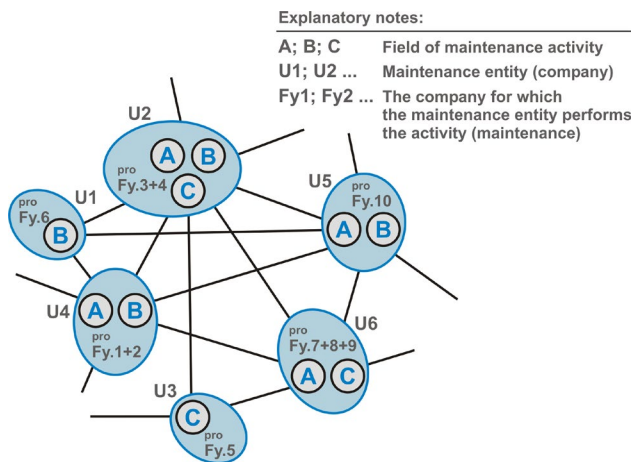 Explanatory notes:
A; B; C Field of maintenance activity
U1; U2 ... Maintenance entity (company)
Fy1; Fy2 ... The company for which
the maintenance entity performs
the activity (maintenance)
U2
A B
pro
Fy.3+4
C
U1
pro
Fy.6
B
U5
pro
Fy.10
A B
U4
A B
pro
Fy.1+2
U6
pro
Fy.7+8+9
A C
U3
C
pro
Fy.5